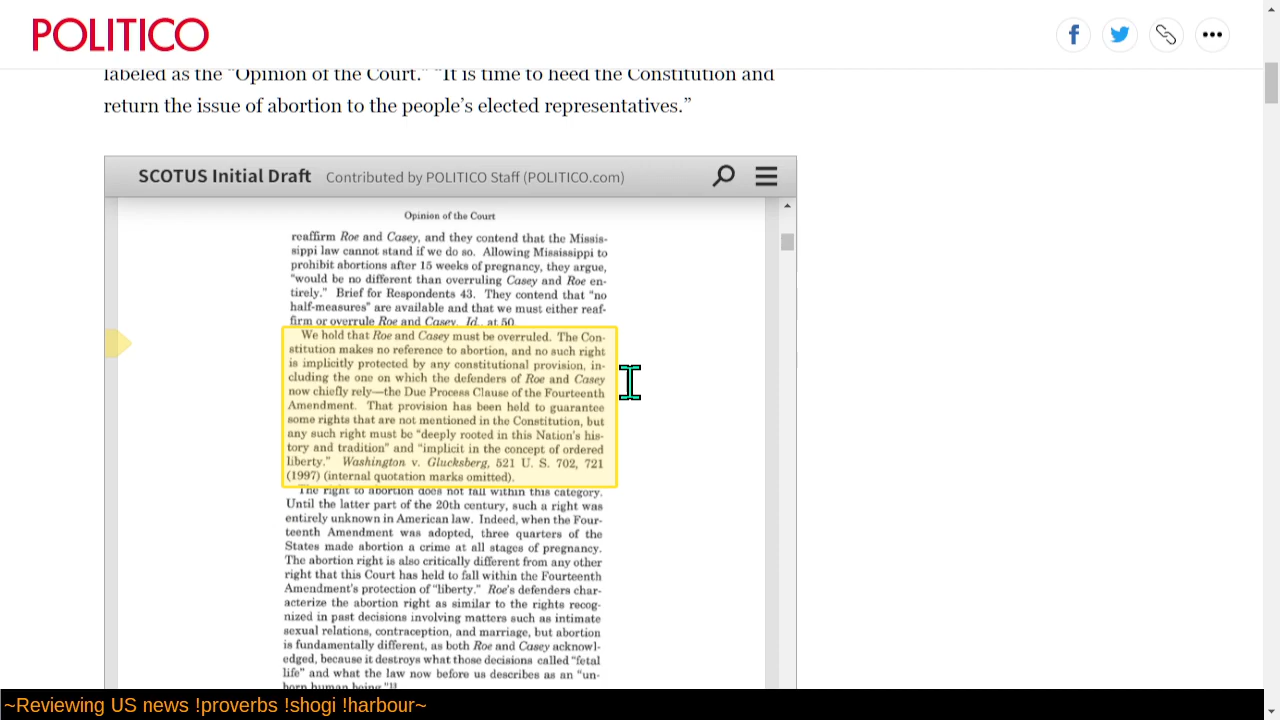 POLITICO
labeled as the “Opinion of the Court.” “It is time to heed the Constitution and
return the issue of abortion to the people’s elected representatives.”
SCOTUS Initial Draft Contributed by POLITICO Staff (POLITICO.com)
Opinion of the Court
reaffirm Roe and Casey, and they contend that the Missis-
sippi law cannot stand if we do so. Allowing Mississippi to
prohibit abortions after 15 weeks of pregnancy, they argue,
“would be no different than overruling Casey and Roe en-
tirely.” Brief for Respondents 43. They contend that “no
half-measures” are available and that we must either reaf-
firm or overrule Roe and Casey. Id., at 50.
We hold that Roe and Casey must be overruled. The Con-
stitution makes no reference to abortion, and no such right
is implicitly protected by any constitutional provision, in-
cluding the one on which the defenders of Roe and Casey
now chiefly rely—the Due Process Clause of the Fourteenth
Amendment. That provision has been held to guarantee
some rights that are not mentioned in the Constitution, but
any such right must be “deeply rooted in this Nation’s his-
tory and tradition” and “implicit in the concept of ordered
liberty.” Washington v. Glucksberg, 521 U. S. 702, 721
(1997) (internal quotation marks omitted).
The right to abortion does not fall within this category.
Until the latter part of the 20th century, such a right was
entirely unknown in American law. Indeed, when the Four-
teenth Amendment was adopted, three quarters of the
States made abortion a crime at all stages of pregnancy.
The abortion right is also critically different from any other
right that this Court has held to fall within the Fourteenth
Amendment’s protection of “liberty.” Roe’s defenders char-
acterize the abortion right as similar to the rights recog-
nized in past decisions involving matters such as intimate
sexual relations, contraception, and marriage, but abortion
is fundamentally different, as both Roe and Casey acknowl-
edged, because it destroys what those decisions called “fetal
life” and what the law now before us describes as an “un-
born human being.”13
~Reviewing US news !proverbs !shogi !harbour~